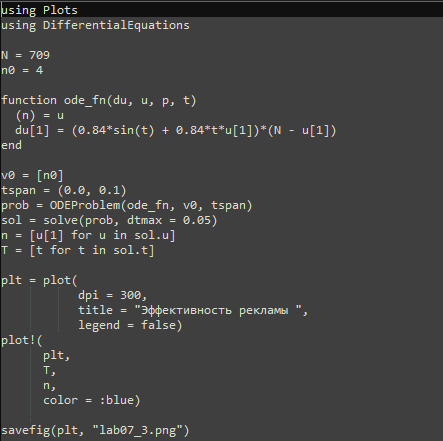 using Plots
using DifferentialEquations

N = 709
n0 = 4

function ode_fn(du, u, p, t)
  (n) = u
  du[1] = (0.84*sin(t) + 0.84*t*u[1])*(N - u[1])
end

v0 = [n0]
tspan = (0.0, 0.1)
prob = ODEProblem(ode_fn, v0, tspan)
sol = solve(prob, dtmax = 0.05)
n = [u[1] for u in sol.u]
T = [t for t in sol.t]

plt = plot(
           dpi = 300,
           title = "Эффективность рекламы ",
           legend = false)
plot!(
      plt,
      T,
      n,
      color = :blue)

savefig(plt, "lab07_3.png")